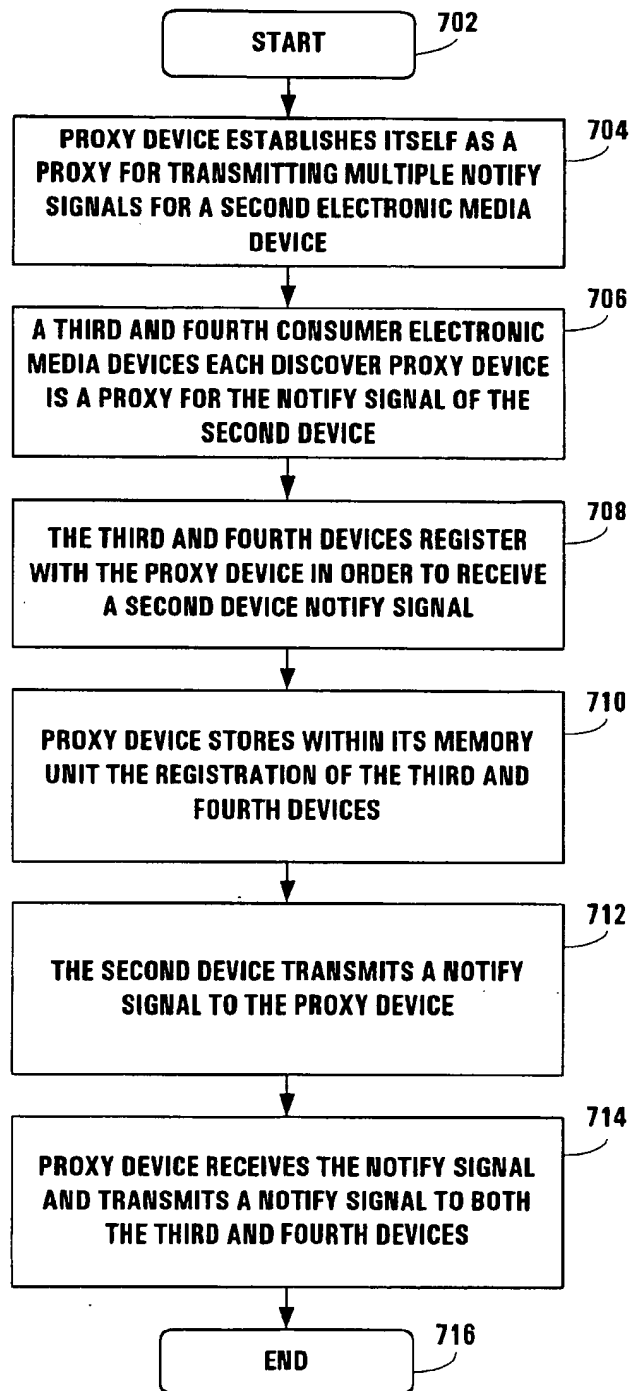 START
702
PROXY DEVICE ESTABLISHES ITSELF AS A
PROXY FOR TRANSMITTING MULTIPLE NOTIFY
SIGNALS FOR A SECOND ELECTRONIC MEDIA
DEVICE
704
A THIRD AND FOURTH CONSUMER ELECTRONIC
MEDIA DEVICES EACH DISCOVER PROXY DEVICE
IS A PROXY FOR THE NOTIFY SIGNAL OF THE
SECOND DEVICE
706
THE THIRD AND FOURTH DEVICES REGISTER
WITH THE PROXY DEVICE IN ORDER TO RECEIVE
A SECOND DEVICE NOTIFY SIGNAL
708
PROXY DEVICE STORES WITHIN ITS MEMORY
UNIT THE REGISTRATION OF THE THIRD AND
FOURTH DEVICES
710
THE SECOND DEVICE TRANSMITS A NOTIFY
SIGNAL TO THE PROXY DEVICE
712
PROXY DEVICE RECEIVES THE NOTIFY SIGNAL
AND TRANSMITS A NOTIFY SIGNAL TO BOTH
THE THIRD AND FOURTH DEVICES
714
END
716